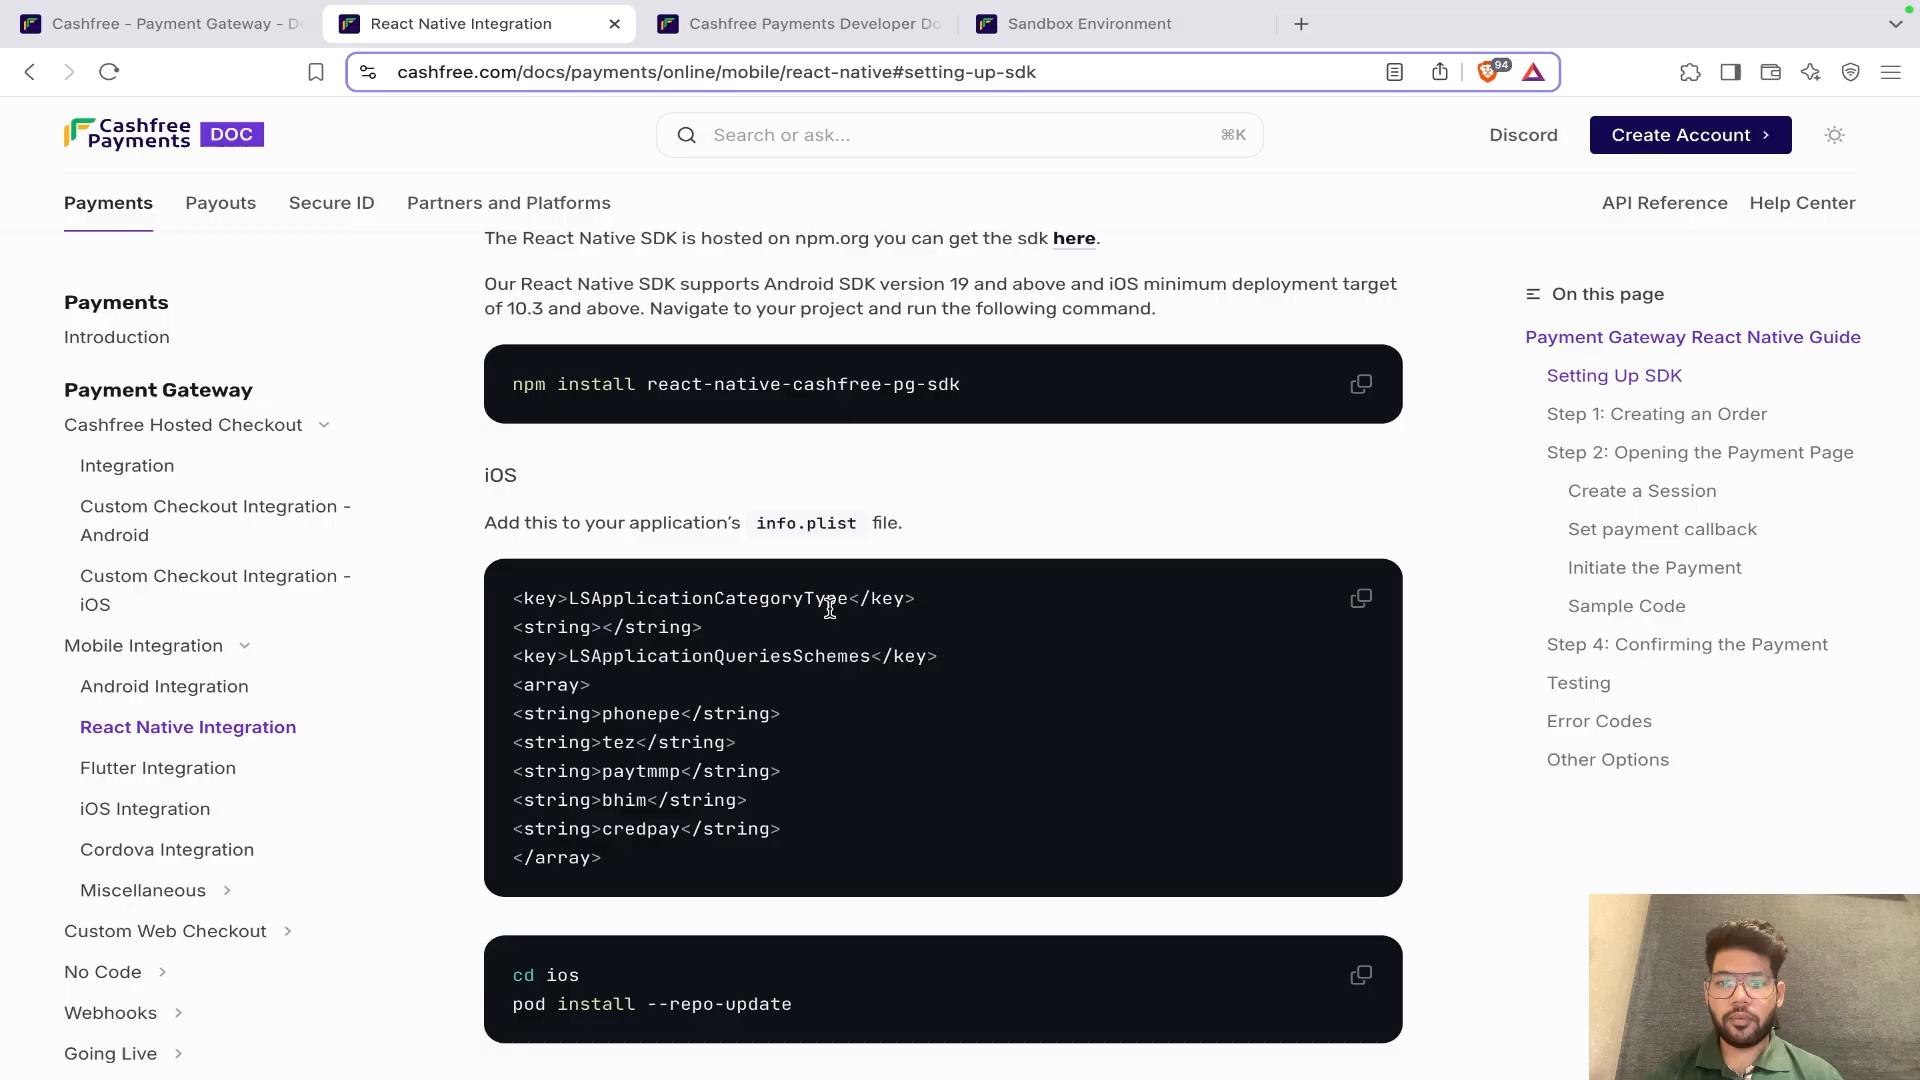 Cashfree - Payment Gateway - De
React Native Integration
Cashfree Payments Developer Do
Sandbox Environment
cashfree.com/docs/payments/online/mobile/react-native#setting-up-sdk
94
Cashfree Payments DOC
Search or ask...
⌘K
Discord
Create Account
Payments
Payouts
Secure ID
Partners and Platforms
API Reference
Help Center
Payments
Introduction
Payment Gateway
Cashfree Hosted Checkout
Integration
Custom Checkout Integration -
Android
Custom Checkout Integration -
iOS
Mobile Integration
Android Integration
React Native Integration
Flutter Integration
iOS Integration
Cordova Integration
Miscellaneous
Custom Web Checkout
No Code
Webhooks
Going Live
The React Native SDK is hosted on npm.org you can get the sdk here.
Our React Native SDK supports Android SDK version 19 and above and iOS minimum deployment target
of 10.3 and above. Navigate to your project and run the following command.
npm install react-native-cashfree-pg-sdk
iOS
Add this to your application's info.plist file.
<key>LSApplicationCategoryType</key>
<string></string>
<key>LSApplicationQueriesSchemes</key>
<array>
<string>phonepe</string>
<string>tez</string>
<string>paytmmp</string>
<string>bhim</string>
<string>credpay</string>
</array>
cd ios
pod install --repo-update
On this page
Payment Gateway React Native Guide
Setting Up SDK
Step 1: Creating an Order
Step 2: Opening the Payment Page
Create a Session
Set payment callback
Initiate the Payment
Sample Code
Step 4: Confirming the Payment
Testing
Error Codes
Other Options